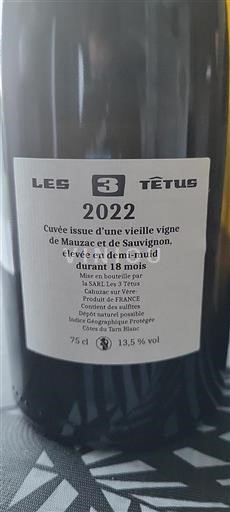 LES 3 TÊTUS
2022
Cuvée issue d'une vieille vigne
de Mauzac et de Sauvignon,
élevée en demi-muid
durant 18 mois
Mise en bouteille par
la SARL Les 3 Têtus
Cahuzac sur Vère-
Produit de FRANCE
Contient des sulfites
Dépôt naturel possible
Indice Géographique Protégée
Côtes du Tarn Blanc
75 cl 13,5 % vol